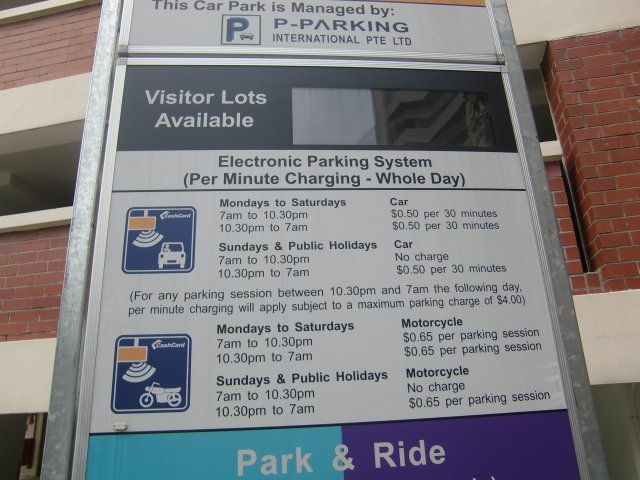 This Car Park is Managed by:
P P-PARKING
INTERNATIONAL PTE LTD
Visitor Lots
Available
Electronic Parking System
(Per Minute Charging - Whole Day)
CashCard
Mondays to Saturdays Car
7am to 10.30pm $0.50 per 30 minutes
10.30pm to 7am $0.50 per 30 minutes
Sundays & Public Holidays Car
7am to 10.30pm No charge
10.30pm to 7am $0.50 per 30 minutes
(For any parking session between 10.30pm and 7am the following day,
per minute charging will apply subject to a maximum parking charge of $4.00)
CashCard
Mondays to Saturdays Motorcycle
7am to 10.30pm $0.65 per parking session
10.30pm to 7am $0.65 per parking session
Sundays & Public Holidays Motorcycle
7am to 10.30pm No charge
10.30pm to 7am $0.65 per parking session
Park & Ride